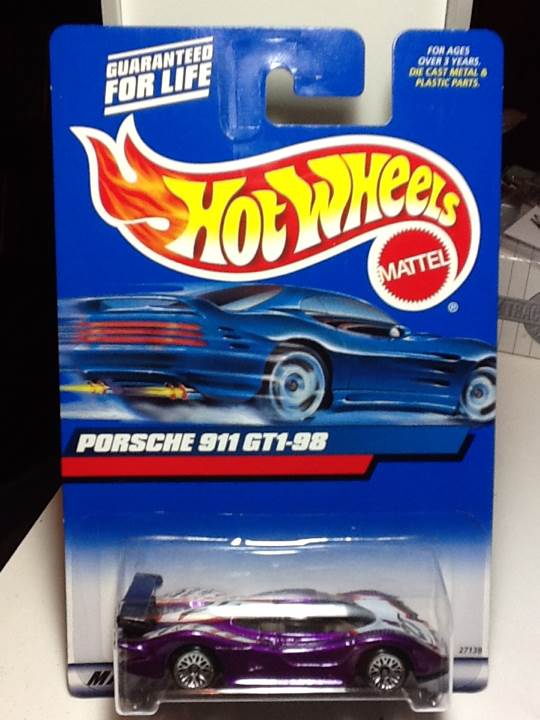 GUARANTEED
FOR LIFE
FOR AGES
OVER 3 YEARS.
DIE CAST METAL &
PLASTIC PARTS.
HOT WHEELS
MATTEL
®
PORSCHE 911 GT1-98
27139